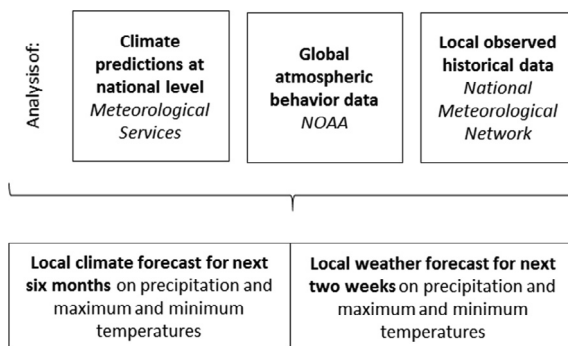 Analysis of:
Climate
predictions at
national level
Meteorological
Services
Global
atmospheric
behavior data
NOAA
Local observed
historical data
National
Meteorological
Network
Local climate forecast for next
six months on precipitation and
maximum and minimum
temperatures
Local weather forecast for next
two weeks on precipitation and
maximum and minimum
temperatures